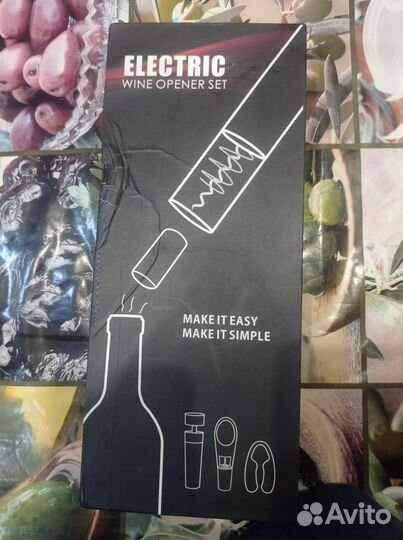 ELECTRIC
WINE OPENER SET
MAKE IT EASY
MAKE IT SIMPLE
Avito